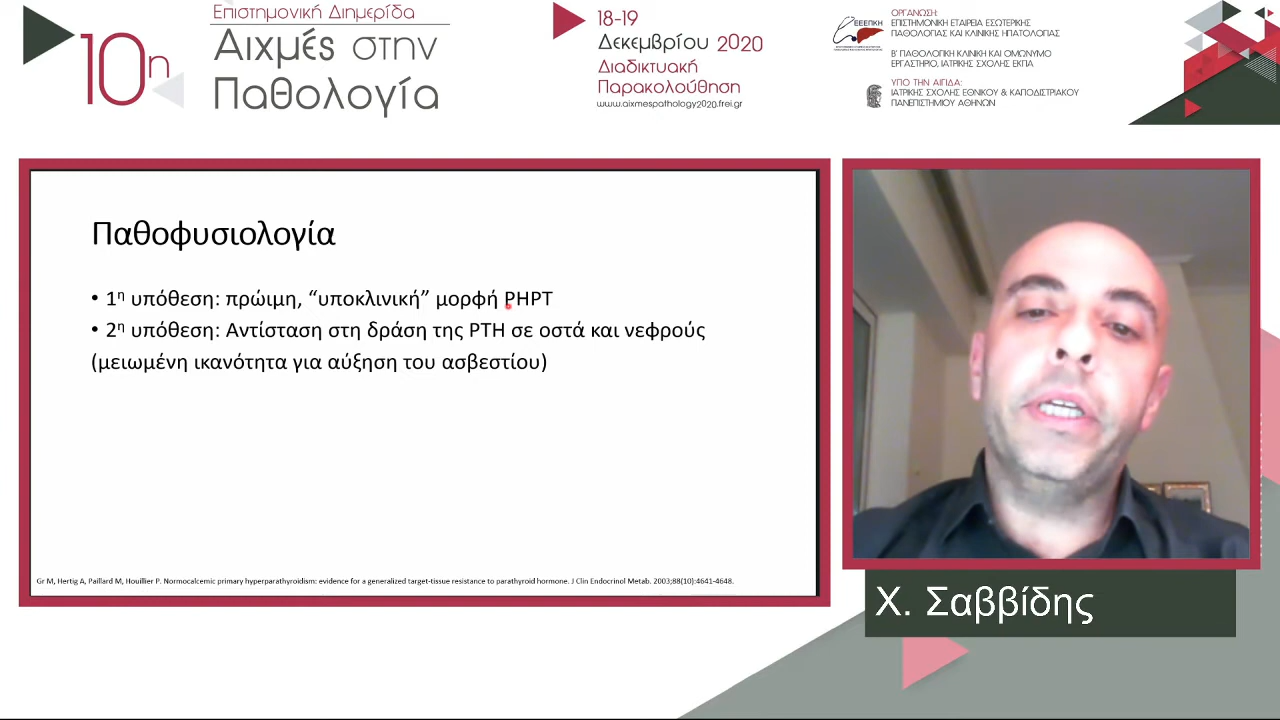 10η
Επιστημονική Διημερίδα
Αιχμές στην
Παθολογία
18-19
Δεκεμβρίου 2020
Διαδικτυακή
Παρακολούθηση
www.aixmespathology2020.frei.gr
ΕΕΕΠΚΗ
ΟΡΓΑΝΩΣΗ:
ΕΠΙΣΤΗΜΟΝΙΚΗ ΕΤΑΙΡΕΙΑ ΕΣΩΤΕΡΙΚΗΣ
ΠΑΘΟΛΟΓΙΑΣ ΚΑΙ ΚΛΙΝΙΚΗΣ ΗΠΑΤΟΛΟΓΙΑΣ
Β' ΠΑΘΟΛΟΓΙΚΗ ΚΛΙΝΙΚΗ ΚΑΙ ΟΜΩΝΥΜΟ
ΕΡΓΑΣΤΗΡΙΟ, ΙΑΤΡΙΚΗΣ ΣΧΟΛΗΣ ΕΚΠΑ
ΥΠΟ ΤΗΝ ΑΙΓΙΔΑ:
ΙΑΤΡΙΚΗΣ ΣΧΟΛΗΣ ΕΘΝΙΚΟΥ & ΚΑΠΟΔΙΣΤΡΙΑΚΟΥ
ΠΑΝΕΠΙΣΤΗΜΙΟΥ ΑΘΗΝΩΝ
Παθοφυσιολογία
• 1η υπόθεση: πρώιμη, “υποκλινική” μορφή PHPT
• 2η υπόθεση: Αντίσταση στη δράση της PTH σε οστά και νεφρούς
(μειωμένη ικανότητα για αύξηση του ασβεστίου)
Gr M, Hertig A, Paillard M, Houillier P. Normocalcemic primary hyperparathyroidism: evidence for a generalized target-tissue resistance to parathyroid hormone. J Clin Endocrinol Metab. 2003;88(10):4641-4648.
Χ. Σαββίδης